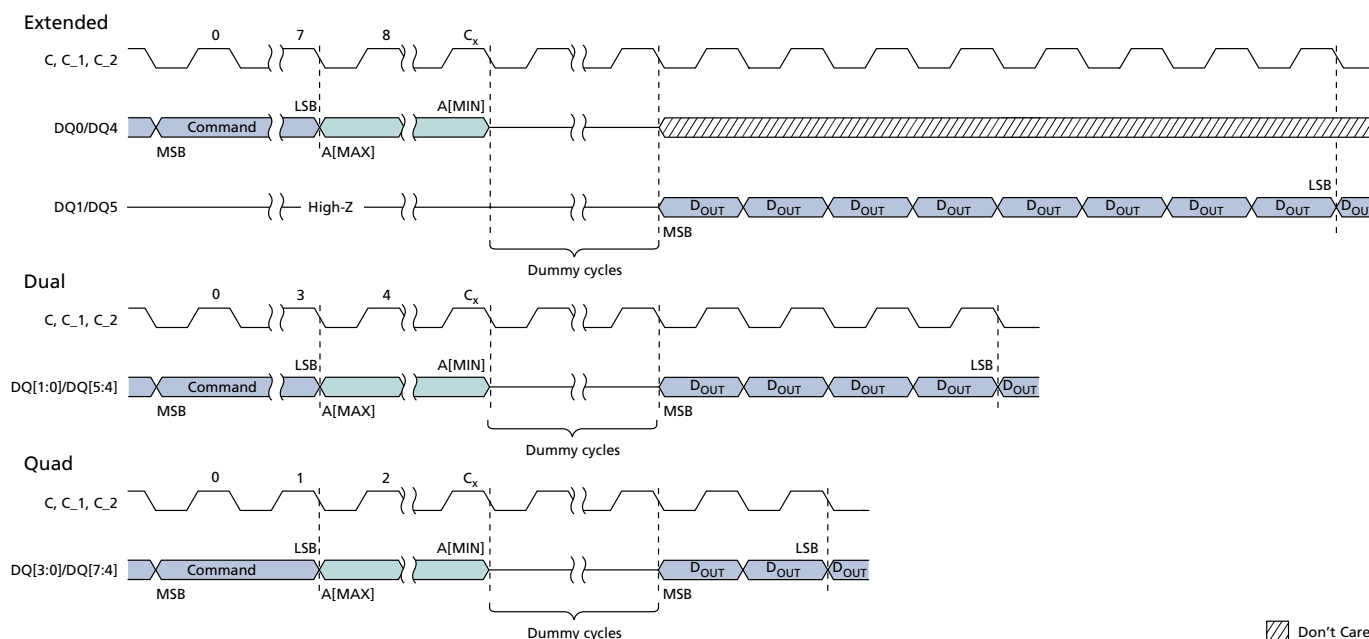 Extended
0 7 8 Cx
C, C_1, C_2
LSB A[MIN]
DQ0/DQ4 Command
MSB A[MAX]
LSB
DQ1/DQ5 High-Z DOUT DOUT DOUT DOUT DOUT DOUT DOUT DOUT DOU
MSB
Dummy cycles
Dual
0 3 4 Cx
C, C_1, C_2
LSB A[MIN] LSB
DQ[1:0]/DQ[5:4] Command DOUT DOUT DOUT DOUT DOUT
MSB A[MAX] MSB
Dummy cycles
Quad
0 1 2 Cx
C, C_1, C_2
LSB A[MIN] LSB
DQ[3:0]/DQ[7:4] Command DOUT DOUT DOUT
MSB A[MAX] MSB
Dummy cycles
Don't Care